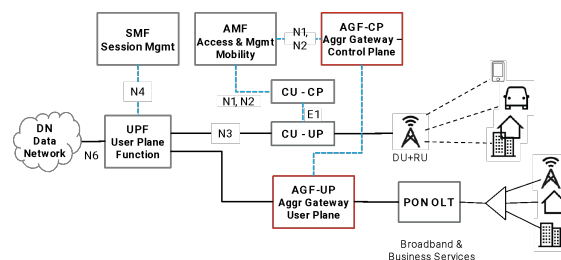 SMF
Session Mgmt
AMF
Access & Mgmt
Mobility
N1,
N2
AGF-CP
Aggr Gateway –
Control Plane
N4
N1, N2
CU - CP
E1
DN
Data
Network
N6
UPF
User Plane
Function
N3
CU - UP
DU+RU
AGF-UP
Aggr Gateway
User Plane
PON OLT
Broadband &
Business Services